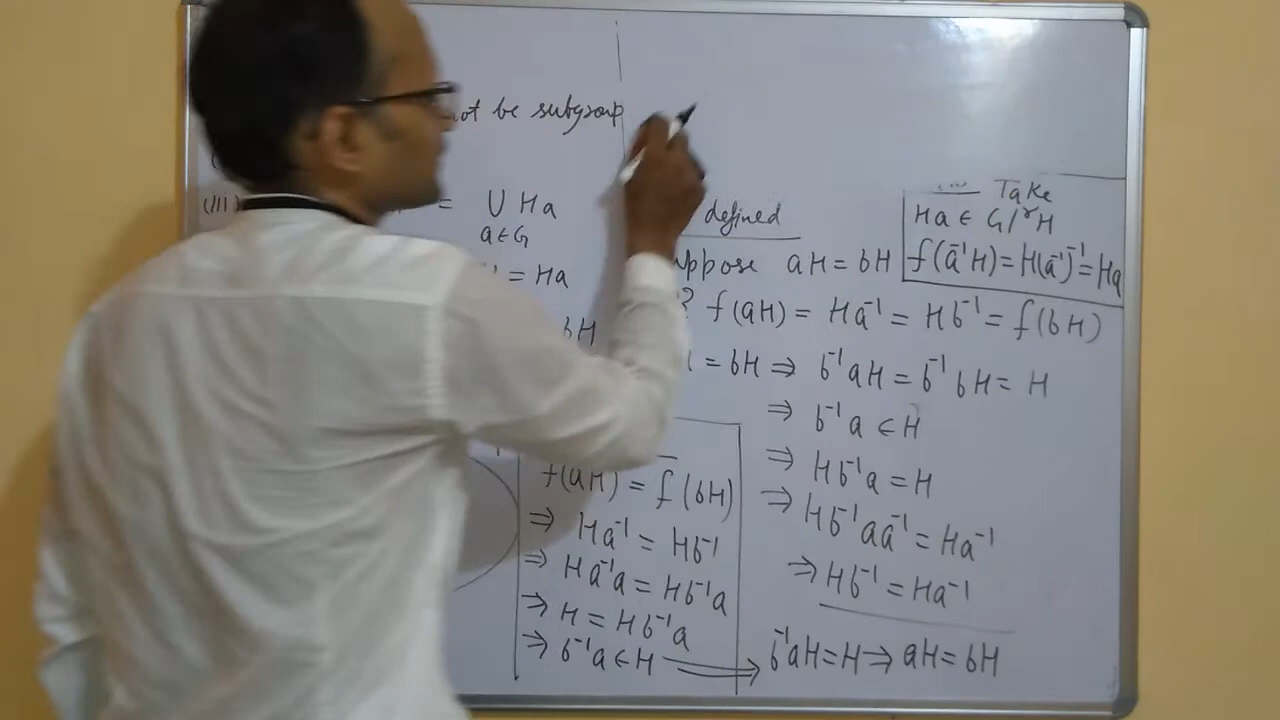 not be subgroup
(III) = ∪ Ha
a∈G
= Ha
bH
defined
suppose aH = bH
? f(aH) = Ha⁻¹ = Hb⁻¹ = f(bH)
= bH ⇒ b⁻¹aH = b⁻¹bH = H
⇒ b⁻¹a ∈ H
⇒ Hb⁻¹a = H
⇒ Hb⁻¹aa⁻¹ = Ha⁻¹
⇒ Hb⁻¹ = Ha⁻¹
Take
Ha ∈ G/ʳH
f(a⁻¹H) = H(a⁻¹)⁻¹ = Ha
f(aH) = f(bH)
⇒ Ha⁻¹ = Hb⁻¹
⇒ Ha⁻¹a = Hb⁻¹a
⇒ H = Hb⁻¹a
⇒ b⁻¹a ∈ H ⇒ b⁻¹aH = H ⇒ aH = bH